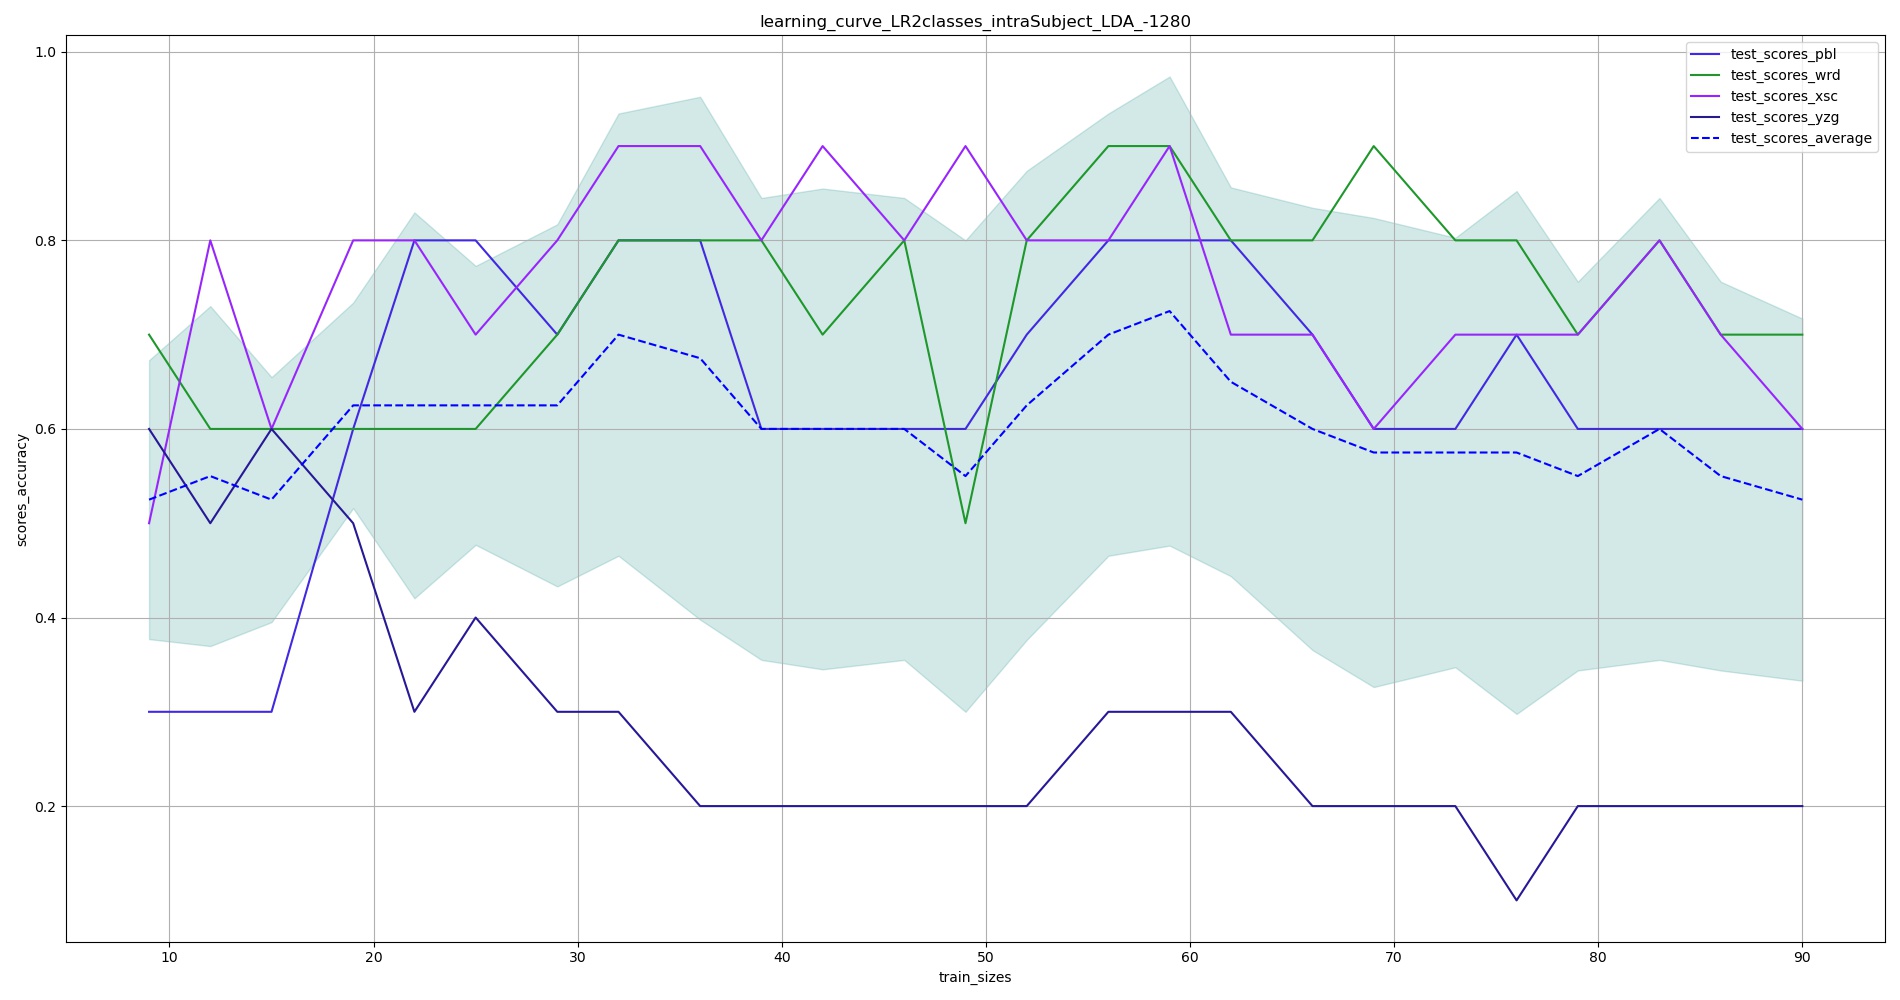 learning_curve_LR2classes_intraSubject_LDA_-1280
test_scores_pbl
test_scores_wrd
test_scores_xsc
test_scores_yzg
test_scores_average
scores_accuracy
1.0
0.8
0.6
0.4
0.2
10 20 30 40 50 60 70 80 90
train_sizes